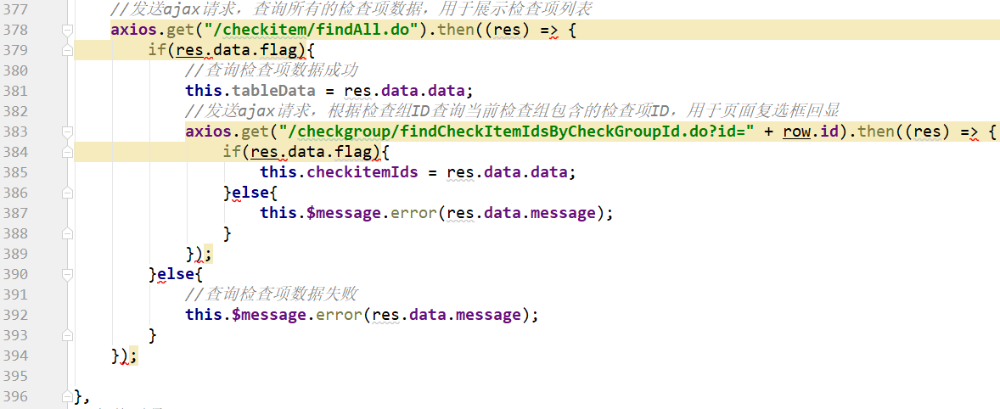 377 //发送ajax请求，查询所有的检查项数据，用于展示检查项列表
378 axios.get("/checkitem/findAll.do").then((res) => {
379 if(res.data.flag){
380 //查询检查项数据成功
381 this.tableData = res.data.data;
382 //发送ajax请求，根据检查组ID查询当前检查组包含的检查项ID，用于页面复选框回显
383 axios.get("/checkgroup/findCheckItemIdsByCheckGroupId.do?id=" + row.id).then((res) => {
384 if(res.data.flag){
385 this.checkitemIds = res.data.data;
386 }else{
387 this.$message.error(res.data.message);
388 }
389 });
390 }else{
391 //查询检查项数据失败
392 this.$message.error(res.data.message);
393 }
394 });
395
396 },